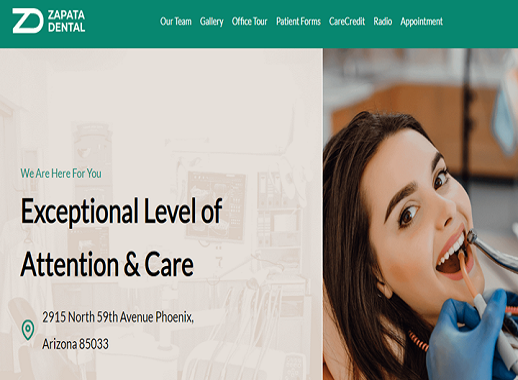 ZAPATA
DENTAL
Our Team Gallery Office Tour Patient Forms CareCredit Radio Appointment
We Are Here For You
Exceptional Level of
Attention & Care
2915 North 59th Avenue Phoenix,
Arizona 85033